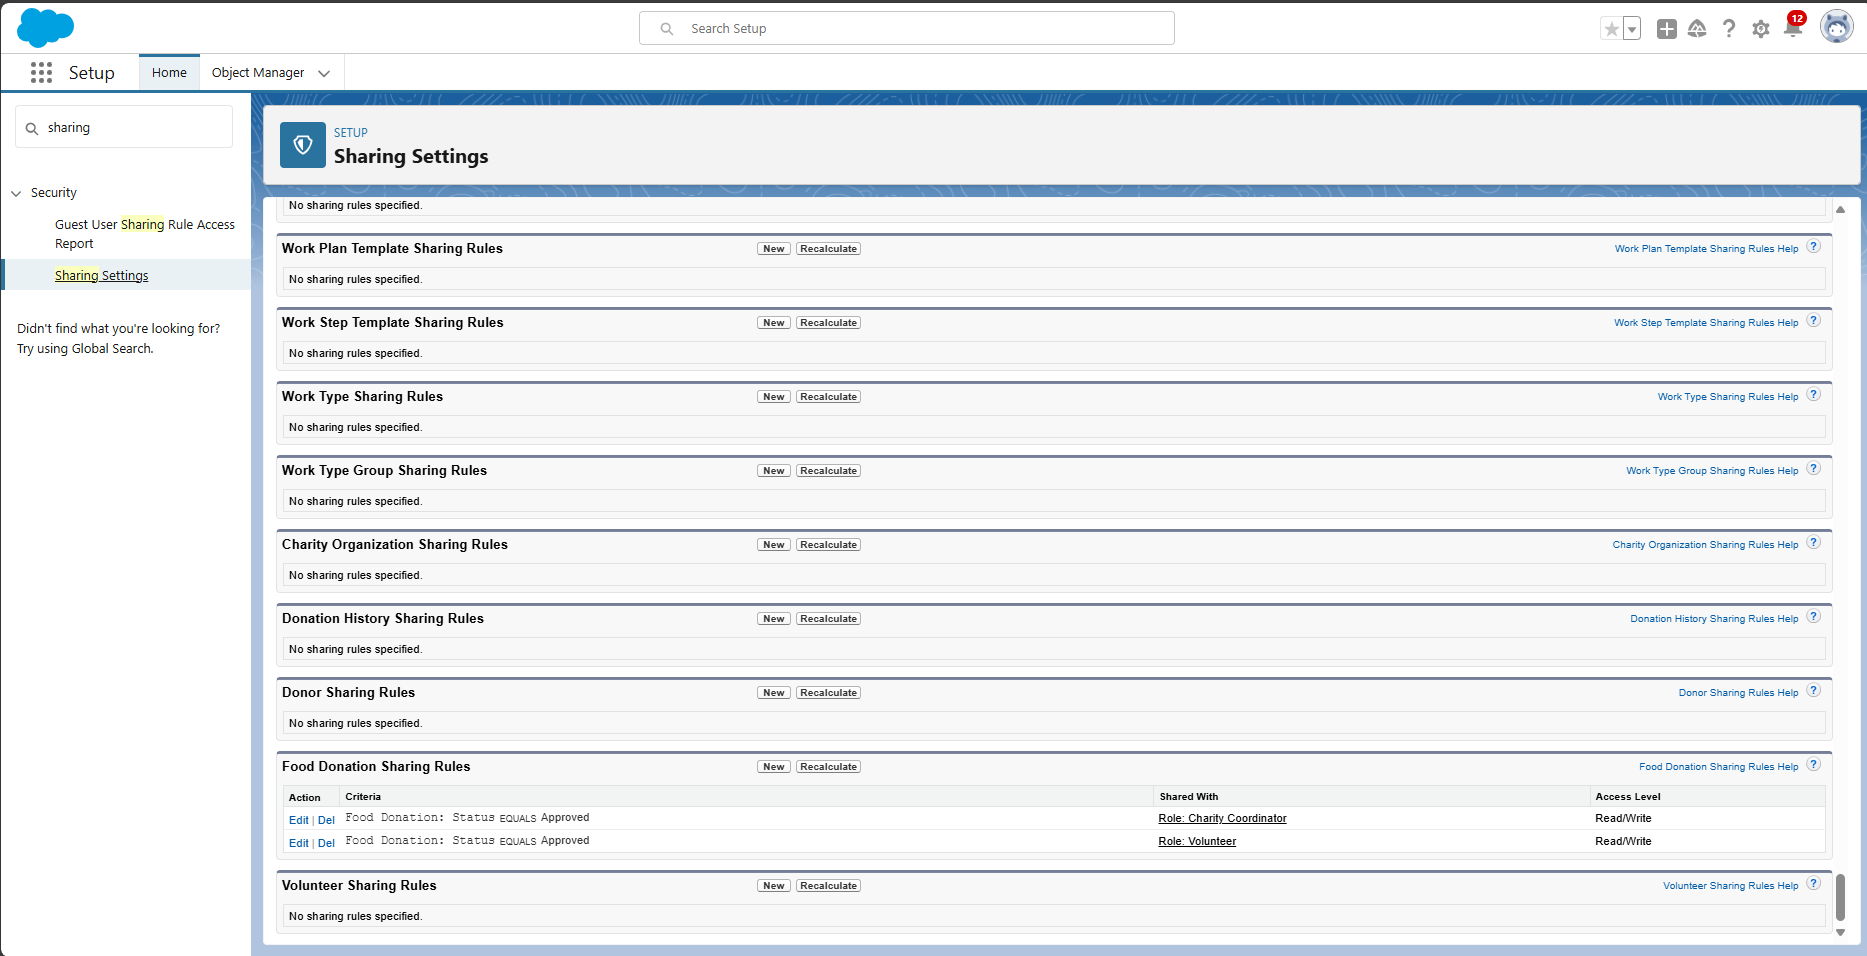 Search Setup
12
Setup
Home
Object Manager
sharing
Security
Guest User Sharing Rule Access
Report
Sharing Settings
Didn't find what you're looking for?
Try using Global Search.
SETUP
Sharing Settings
No sharing rules specified.
Work Plan Template Sharing Rules New Recalculate Work Plan Template Sharing Rules Help ?
No sharing rules specified.
Work Step Template Sharing Rules New Recalculate Work Step Template Sharing Rules Help ?
No sharing rules specified.
Work Type Sharing Rules New Recalculate Work Type Sharing Rules Help ?
No sharing rules specified.
Work Type Group Sharing Rules New Recalculate Work Type Group Sharing Rules Help ?
No sharing rules specified.
Charity Organization Sharing Rules New Recalculate Charity Organization Sharing Rules Help ?
No sharing rules specified.
Donation History Sharing Rules New Recalculate Donation History Sharing Rules Help ?
No sharing rules specified.
Donor Sharing Rules New Recalculate Donor Sharing Rules Help ?
No sharing rules specified.
Food Donation Sharing Rules New Recalculate Food Donation Sharing Rules Help ?
Action Criteria Shared With Access Level
Edit | Del Food Donation: Status EQUALS Approved Role: Charity Coordinator Read/Write
Edit | Del Food Donation: Status EQUALS Approved Role: Volunteer Read/Write
Volunteer Sharing Rules New Recalculate Volunteer Sharing Rules Help ?
No sharing rules specified.